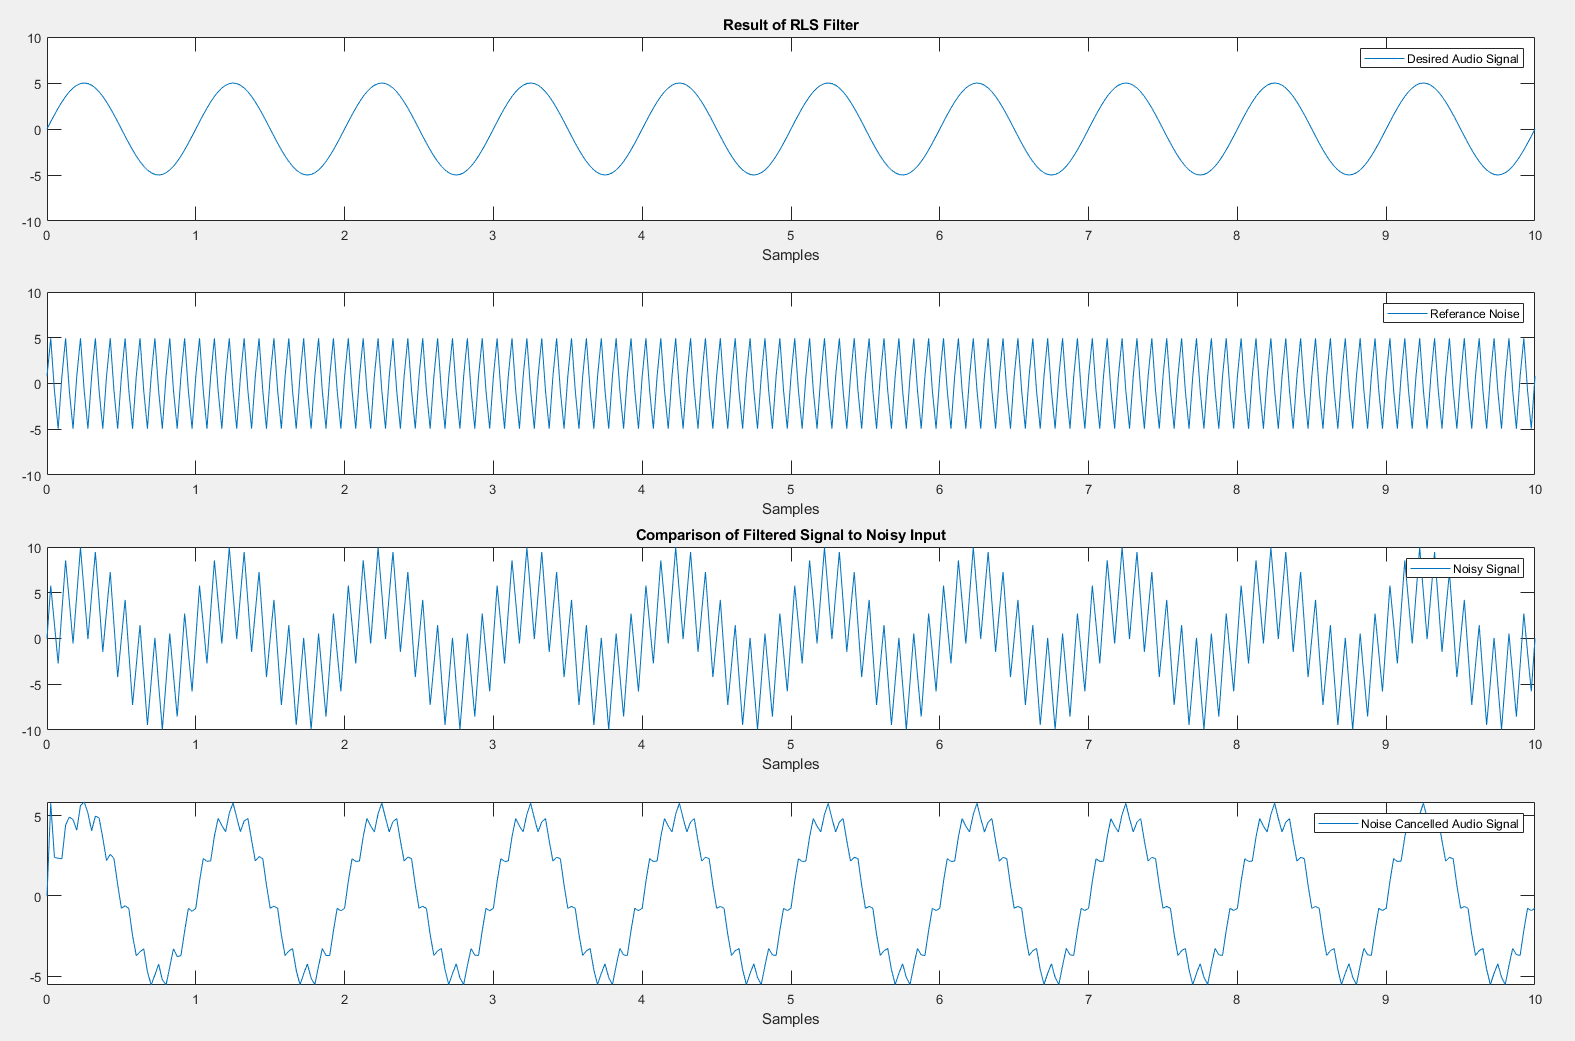 Result of RLS Filter
10
5
0
-5
-10
Desired Audio Signal
0 1 2 3 4 5 6 7 8 9 10
Samples
10
5
0
-5
-10
Referance Noise
0 1 2 3 4 5 6 7 8 9 10
Samples
Comparison of Filtered Signal to Noisy Input
10
5
0
-5
-10
Noisy Signal
0 1 2 3 4 5 6 7 8 9 10
Samples
5
0
-5
Noise Cancelled Audio Signal
0 1 2 3 4 5 6 7 8 9 10
Samples